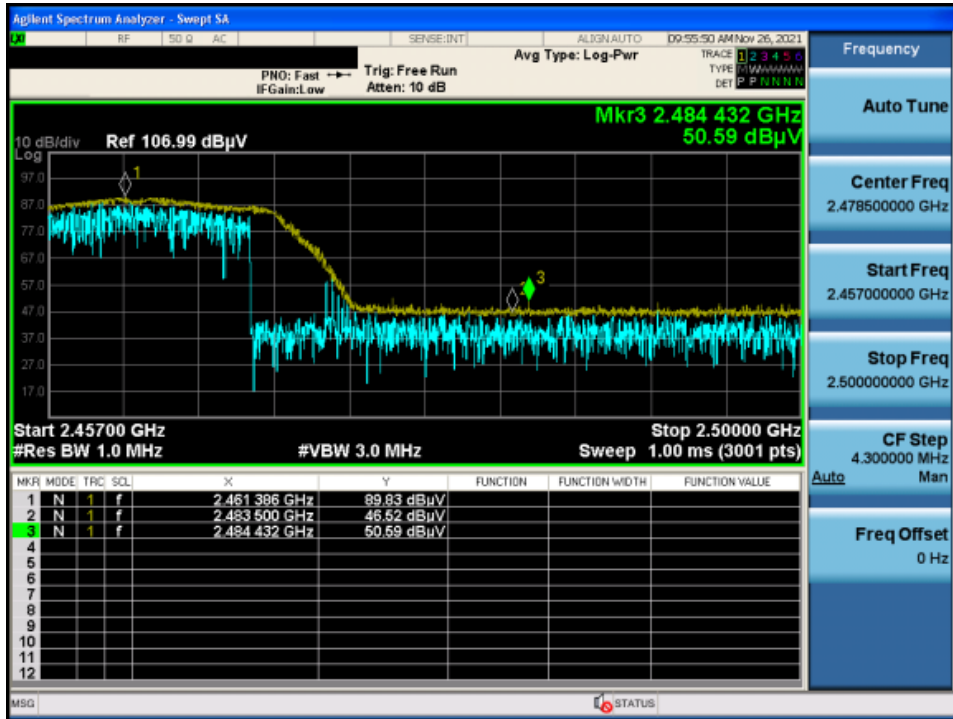 Agilent Spectrum Analyzer - Swept SA
LXI RF 50 Ω AC SENSE:INT ALIGNAUTO 09:55:50 AM Nov 26, 2021
PNO: Fast Trig: Free Run Avg Type: Log-Pwr TRACE 1 2 3 4 5 6
IFGain:Low Atten: 10 dB TYPE M WWWWW
DET P P N N N N
Mkr3 2.484 432 GHz
50.59 dBµV
10 dB/div Ref 106.99 dBµV
Log
97.0
87.0
77.0
67.0
57.0
47.0
37.0
27.0
17.0
1
3
Start 2.45700 GHz Stop 2.50000 GHz
#Res BW 1.0 MHz #VBW 3.0 MHz Sweep 1.00 ms (3001 pts)
MKR MODE TRC SCL X Y FUNCTION FUNCTION WIDTH FUNCTION VALUE
1 N 1 f 2.461 386 GHz 89.83 dBµV
2 N 1 f 2.483 500 GHz 46.52 dBµV
3 N 1 f 2.484 432 GHz 50.59 dBµV
4
5
6
7
8
9
10
11
12
MSG STATUS
Frequency
Auto Tune
Center Freq
2.478500000 GHz
Start Freq
2.457000000 GHz
Stop Freq
2.500000000 GHz
CF Step
4.300000 MHz
Auto Man
Freq Offset
0 Hz